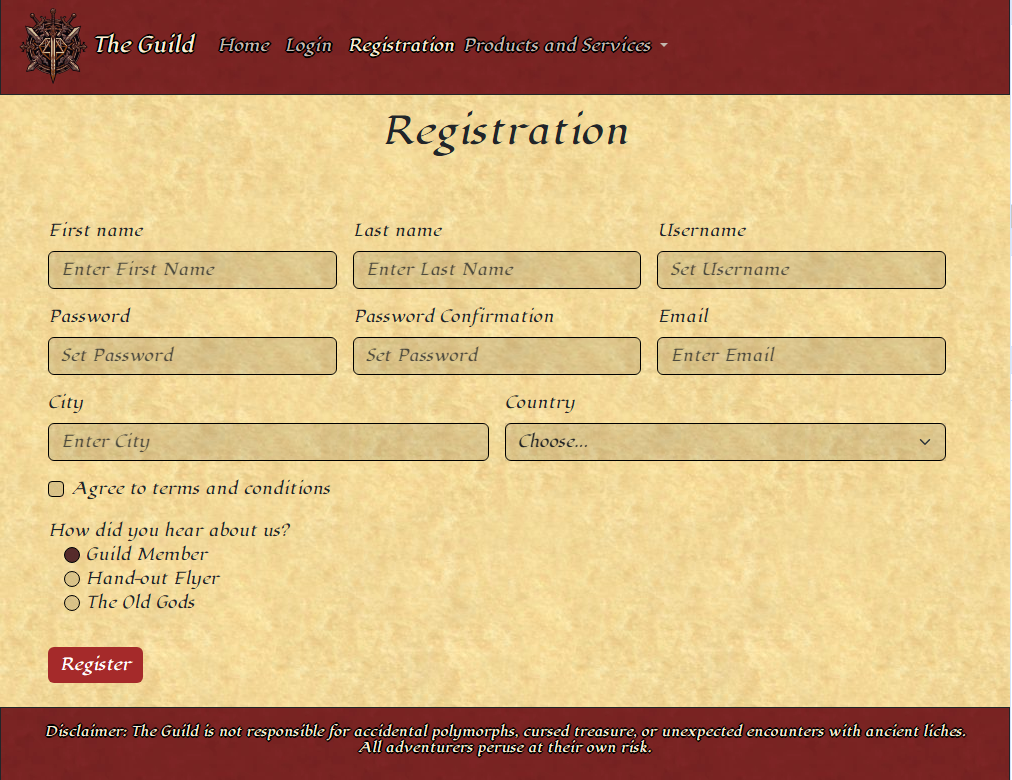 The Guild Home Login Registration Products and Services
Registration
First name Last name Username
Enter First Name Enter Last Name Set Username
Password Password Confirmation Email
Set Password Set Password Enter Email
City Country
Enter City Choose...
Agree to terms and conditions
How did you hear about us?
Guild Member
Hand-out Flyer
The Old Gods
Register
Disclaimer: The Guild is not responsible for accidental polymorphs, cursed treasure, or unexpected encounters with ancient liches.
All adventurers peruse at their own risk.